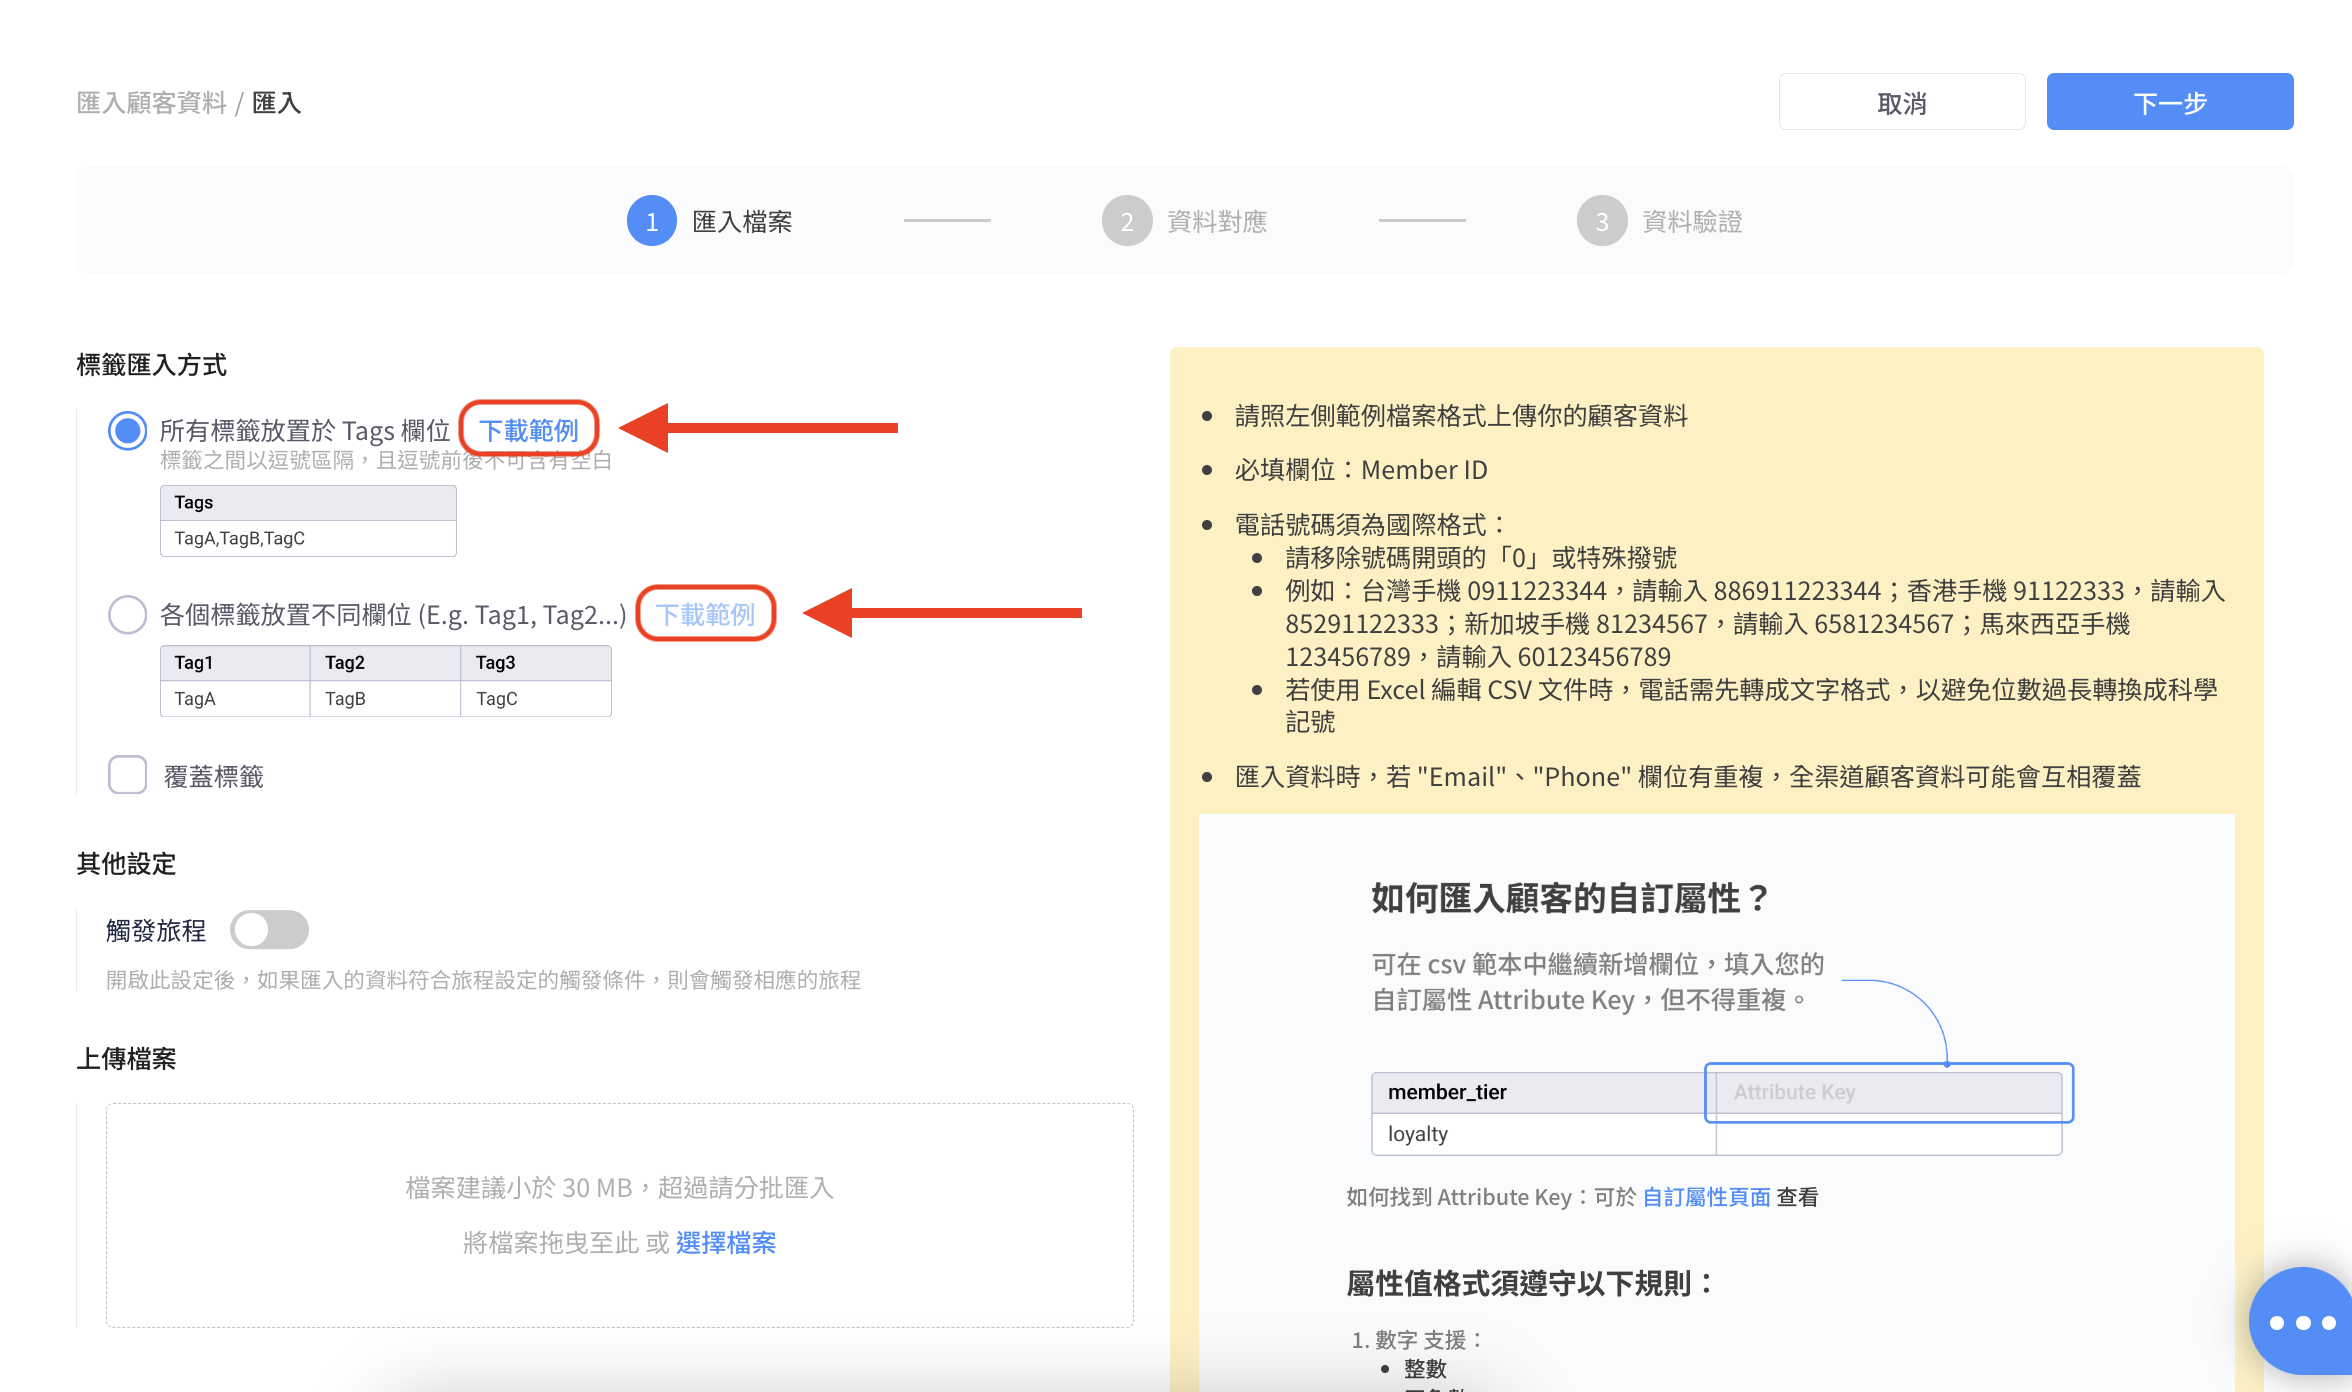 匯入顧客資料 / 匯入
取消
下一步
1 匯入檔案
2 資料對應
3 資料驗證
標籤匯入方式
所有標籤放置於 Tags 欄位 下載範例
標籤之間以逗號區隔，且逗號前後不可含有空白
Tags
TagA,TagB,TagC
各個標籤放置不同欄位 (E.g. Tag1, Tag2...) 下載範例
Tag1 Tag2 Tag3
TagA TagB TagC
覆蓋標籤
其他設定
觸發旅程
開啟此設定後，如果匯入的資料符合旅程設定的觸發條件，則會觸發相應的旅程
上傳檔案
檔案建議小於 30 MB，超過請分批匯入
將檔案拖曳至此 或 選擇檔案
請照左側範例檔案格式上傳你的顧客資料
必填欄位：Member ID
電話號碼須為國際格式：
請移除號碼開頭的「0」或特殊撥號
例如：台灣手機 0911223344，請輸入 886911223344；香港手機 91122333，請輸入
85291122333；新加坡手機 81234567，請輸入 6581234567；馬來西亞手機
123456789，請輸入 60123456789
若使用 Excel 編輯 CSV 文件時，電話需先轉成文字格式，以避免位數過長轉換成科學
記號
匯入資料時，若 "Email"、"Phone" 欄位有重複，全渠道顧客資料可能會互相覆蓋
如何匯入顧客的自訂屬性？
可在 csv 範本中繼續新增欄位，填入您的
自訂屬性 Attribute Key，但不得重複。
member_tier Attribute Key
loyalty
如何找到 Attribute Key：可於 自訂屬性頁面 查看
屬性值格式須遵守以下規則：
1. 數字 支援：
整數